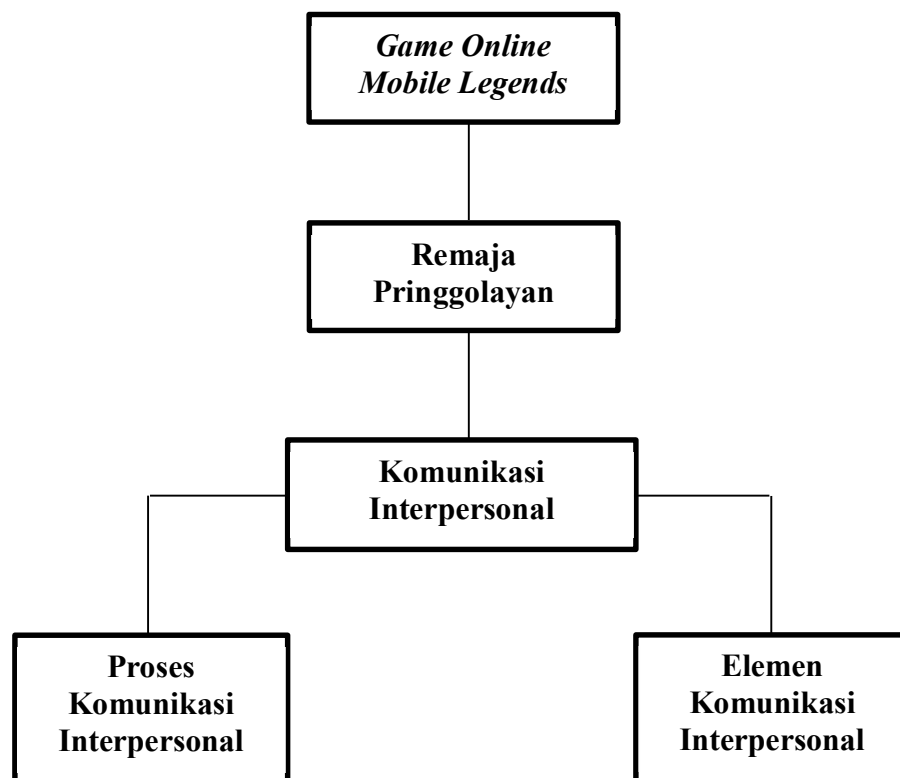 Game Online
Mobile Legends
Remaja
Pringgolayan
Komunikasi
Interpersonal
Proses
Komunikasi
Interpersonal
Elemen
Komunikasi
Interpersonal